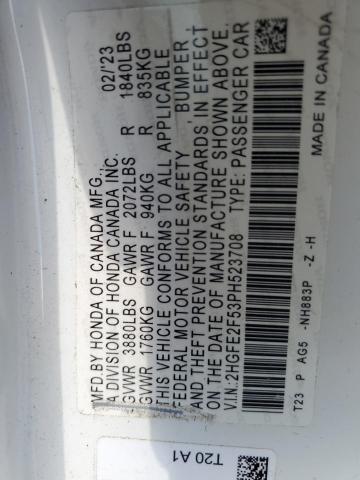 MFD BY HONDA OF CANADA MFG.,
A DIVISION OF HONDA CANADA INC. 02/'23
GVWR 3880LBS GAWR F 2072LBS R 1840LBS
GVWR 1760KG GAWR F 940KG R 835KG
THIS VEHICLE CONFORMS TO ALL APPLICABLE
FEDERAL MOTOR VEHICLE SAFETY, BUMPER,
AND THEFT PREVENTION STANDARDS IN EFFECT
ON THE DATE OF MANUFACTURE SHOWN ABOVE.
V.I.N.: 2HGFE2F53PH523708 TYPE: PASSENGER CAR
T23 P AG5 -NH883P -Z -H MADE IN CANADA
T20 A1